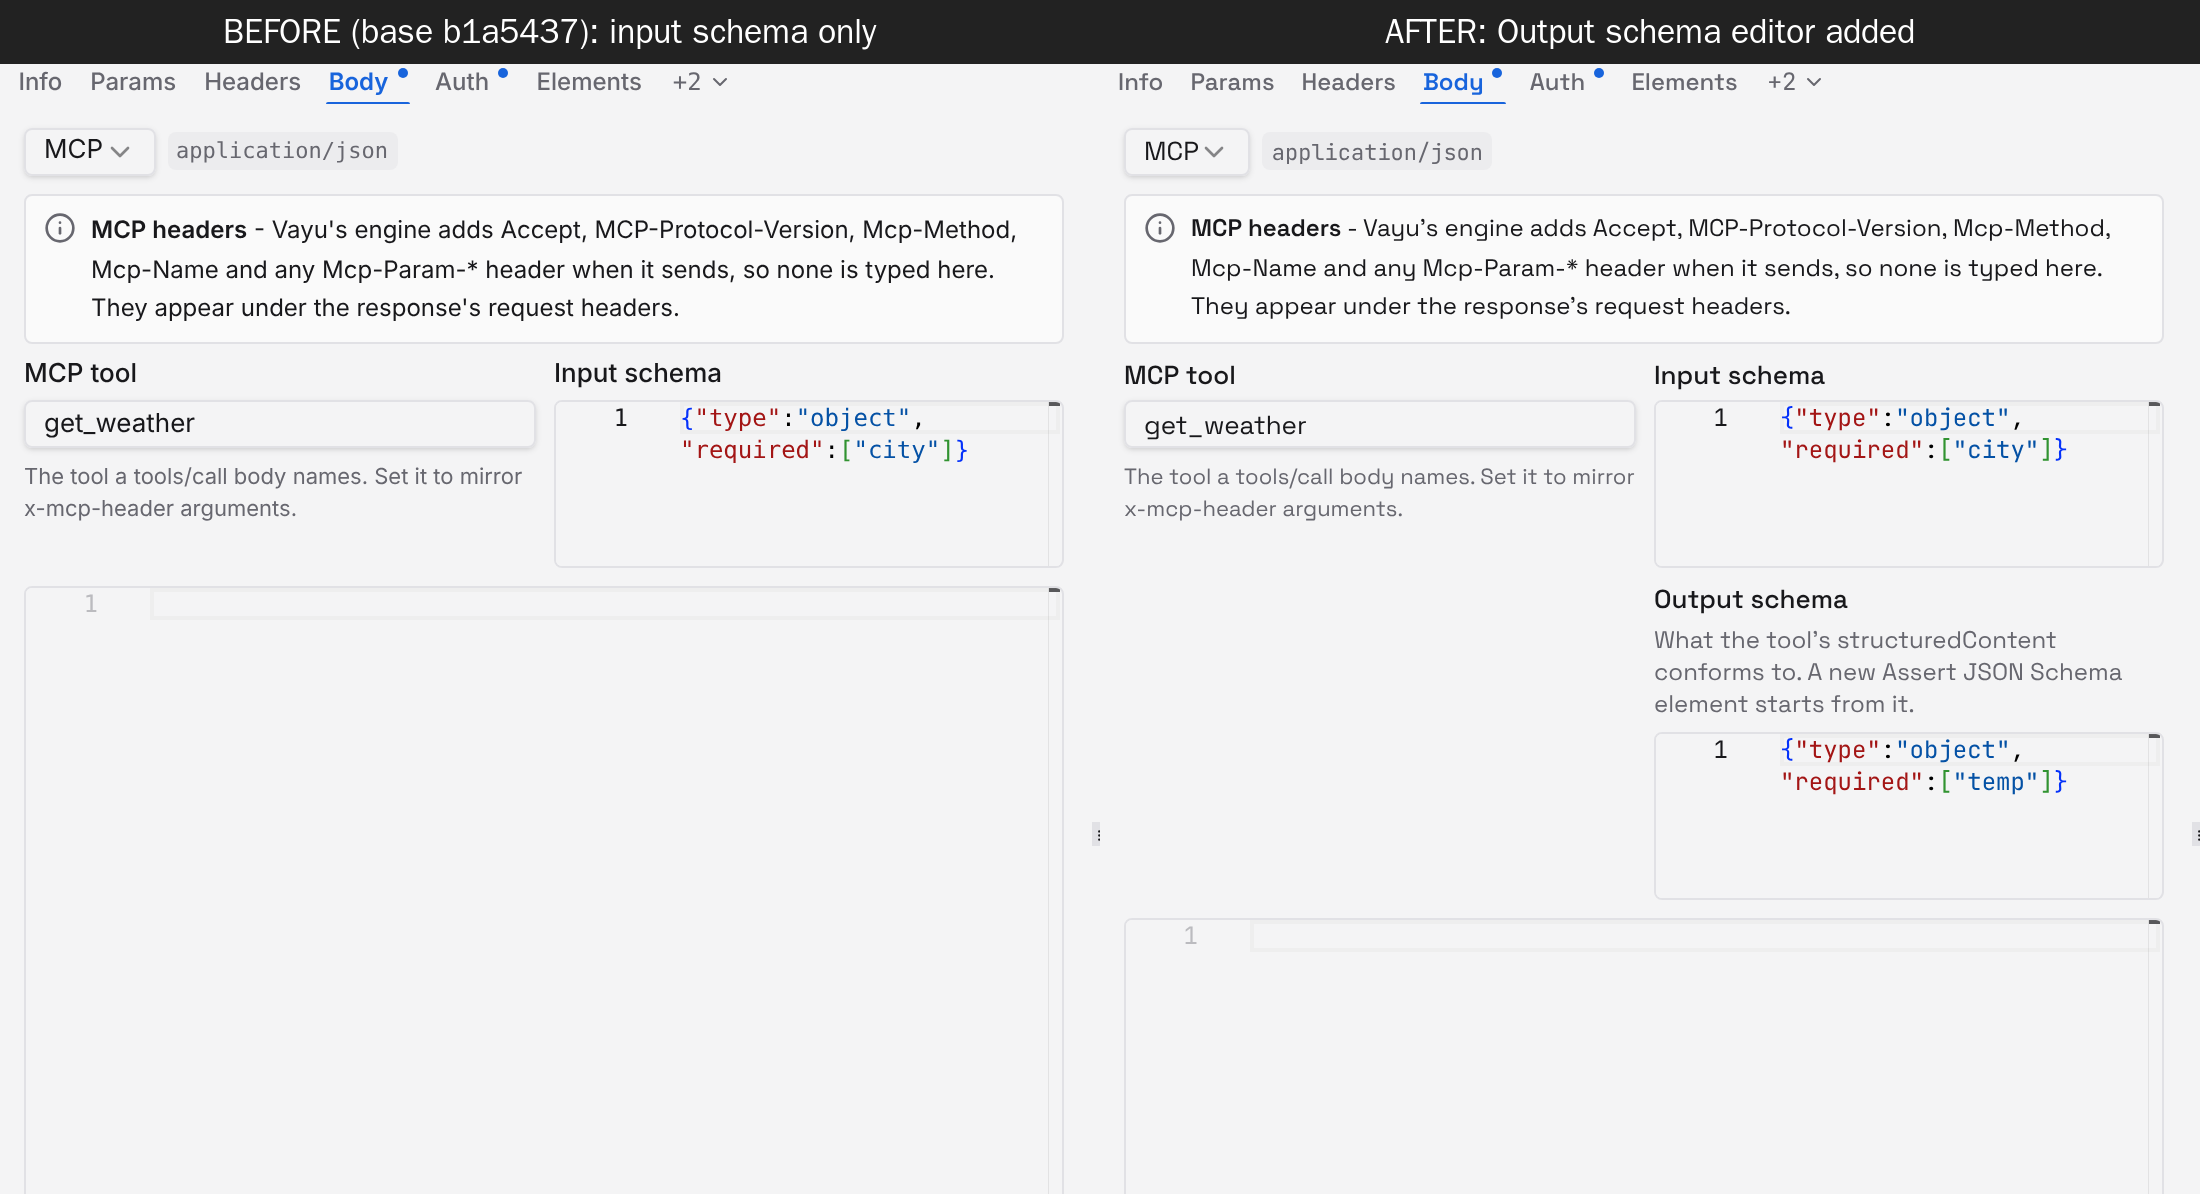 BEFORE (base b1a5437): input schema only
Info Params Headers Body Auth Elements +2
MCP application/json
MCP headers - Vayu's engine adds Accept, MCP-Protocol-Version, Mcp-Method,
Mcp-Name and any Mcp-Param-* header when it sends, so none is typed here.
They appear under the response's request headers.
MCP tool
get_weather
The tool a tools/call body names. Set it to mirror
x-mcp-header arguments.
Input schema
1 {"type":"object",
"required":["city"]}
1
AFTER: Output schema editor added
Info Params Headers Body Auth Elements +2
MCP application/json
MCP headers - Vayu’s engine adds Accept, MCP-Protocol-Version, Mcp-Method,
Mcp-Name and any Mcp-Param-* header when it sends, so none is typed here.
They appear under the response’s request headers.
MCP tool
get_weather
The tool a tools/call body names. Set it to mirror
x-mcp-header arguments.
Input schema
1 {"type":"object",
"required":["city"]}
Output schema
What the tool’s structuredContent
conforms to. A new Assert JSON Schema
element starts from it.
1 {"type":"object",
"required":["temp"]}
1